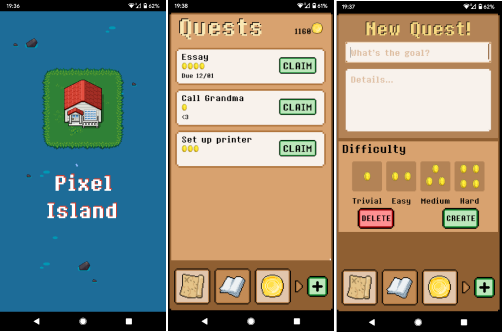 19:36
62%
Pixel
Island
19:38
61%
Quests
1160
Essay
Due 12/01
CLAIM
Call Grandma
<3
CLAIM
Set up printer
CLAIM
19:37
62%
New Quest!
What's the goal?
Details...
Difficulty
Trivial Easy Medium Hard
DELETE
CREATE